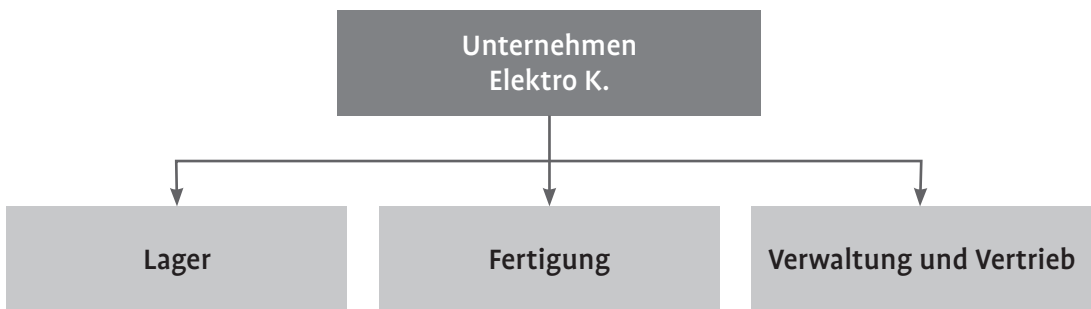 Unternehmen
Elektro K.
Lager
Fertigung
Verwaltung und Vertrieb